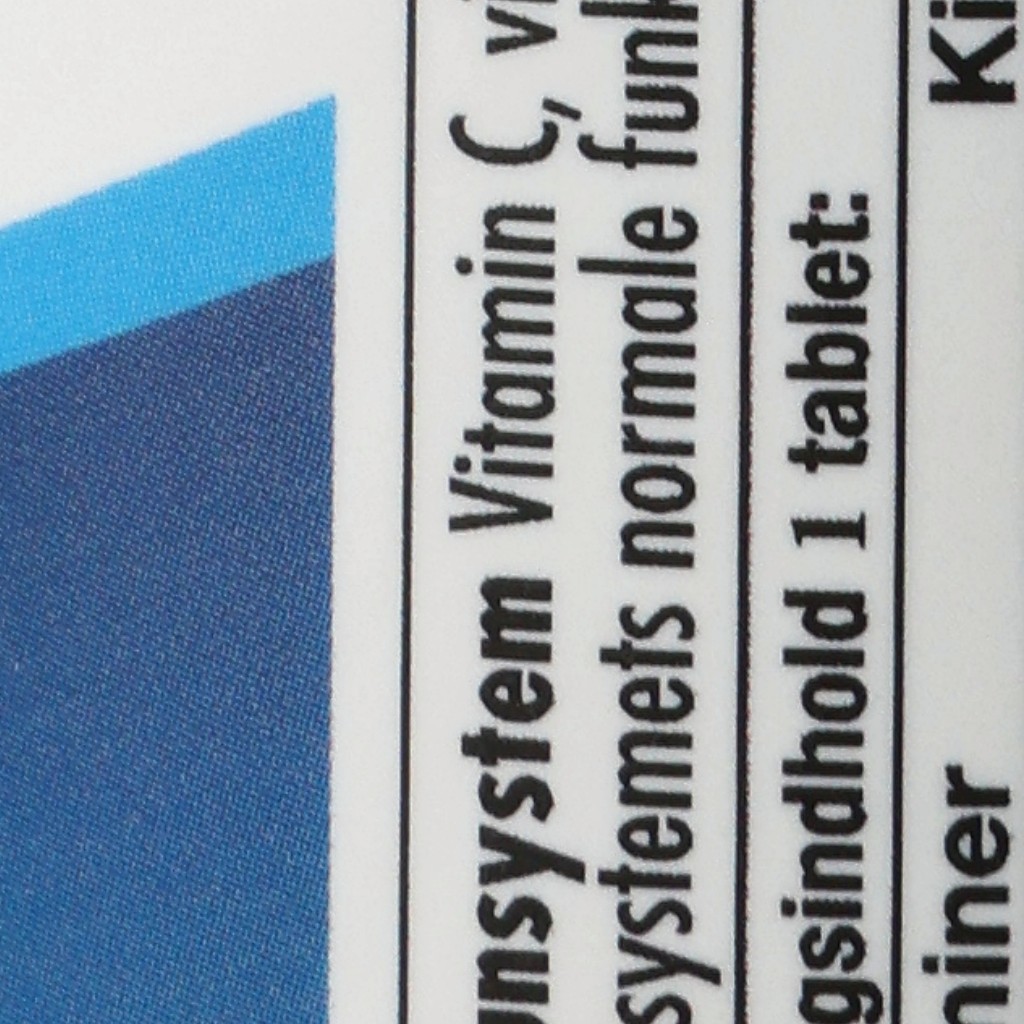 unsystem Vitamin C, vi
systemets normale funk
gsindhold 1 tablet:
niner Ki